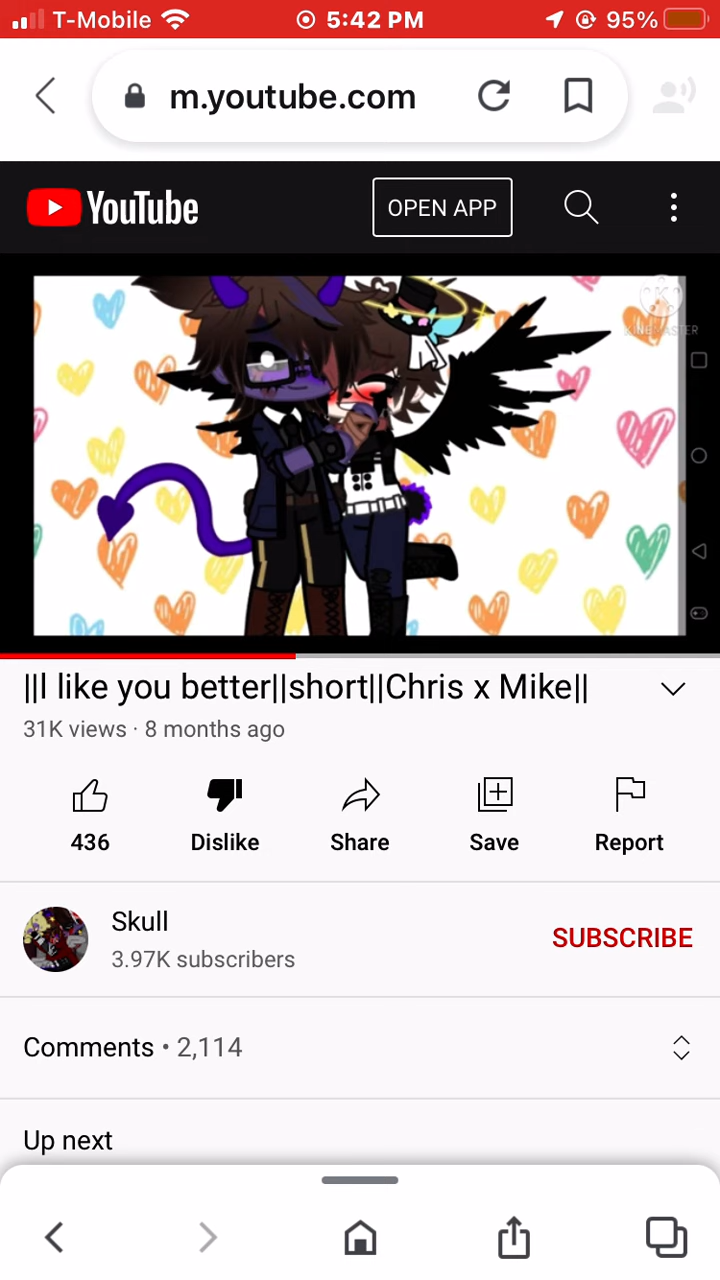 T-Mobile 5:42 PM 95%
m.youtube.com
YouTube OPEN APP
KINEMASTER
||I like you better||short||Chris x Mike||
31K views · 8 months ago
436 Dislike Share Save Report
Skull
3.97K subscribers
SUBSCRIBE
Comments • 2,114
Up next